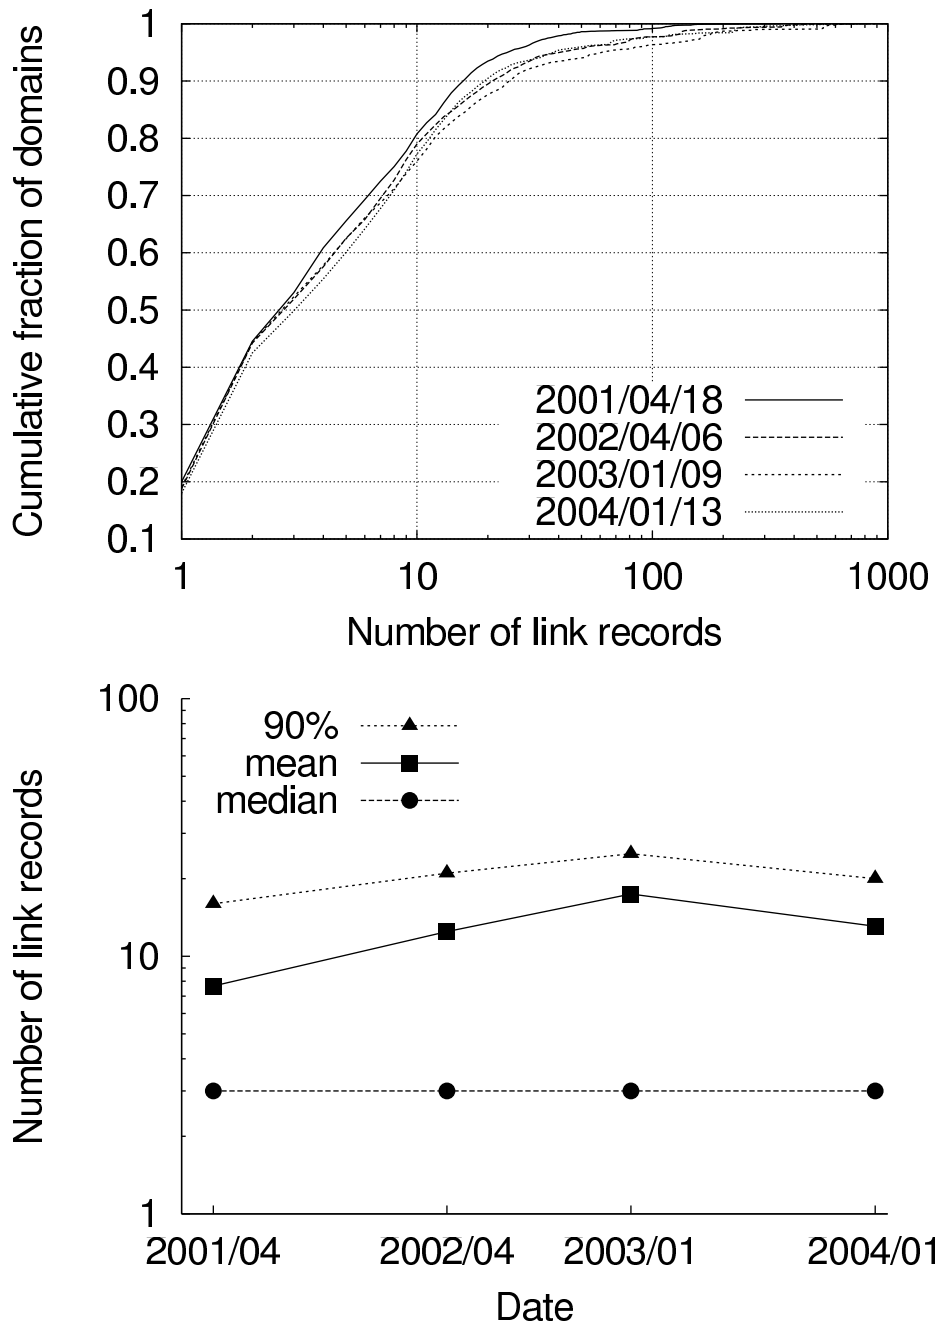 Cumulative fraction of domains
1
0.9
0.8
0.7
0.6
0.5
0.4
0.3
0.2
0.1
2001/04/18
2002/04/06
2003/01/09
2004/01/13
1 10 100 1000
Number of link records
Number of link records
100
10
1
90%
mean
median
2001/04 2002/04 2003/01 2004/01
Date